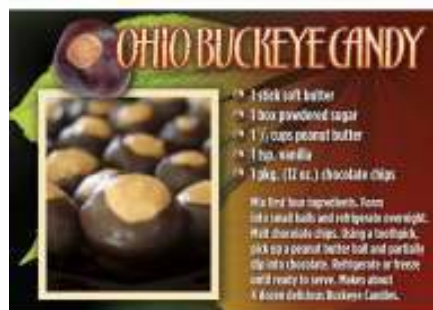 OHIO BUCKEYE CANDY
1 stick soft butter
1 box powdered sugar
1 ½ cups peanut butter
1 tsp. vanilla
1 pkg. (12 oz.) chocolate chips
Mix first four ingredients. Form
into small balls and refrigerate overnight.
Melt chocolate chips. Using a toothpick,
pick up a peanut butter ball and partially
dip into chocolate. Refrigerate or freeze
until ready to serve. Makes about
dozen delicious Buckeye Candies.